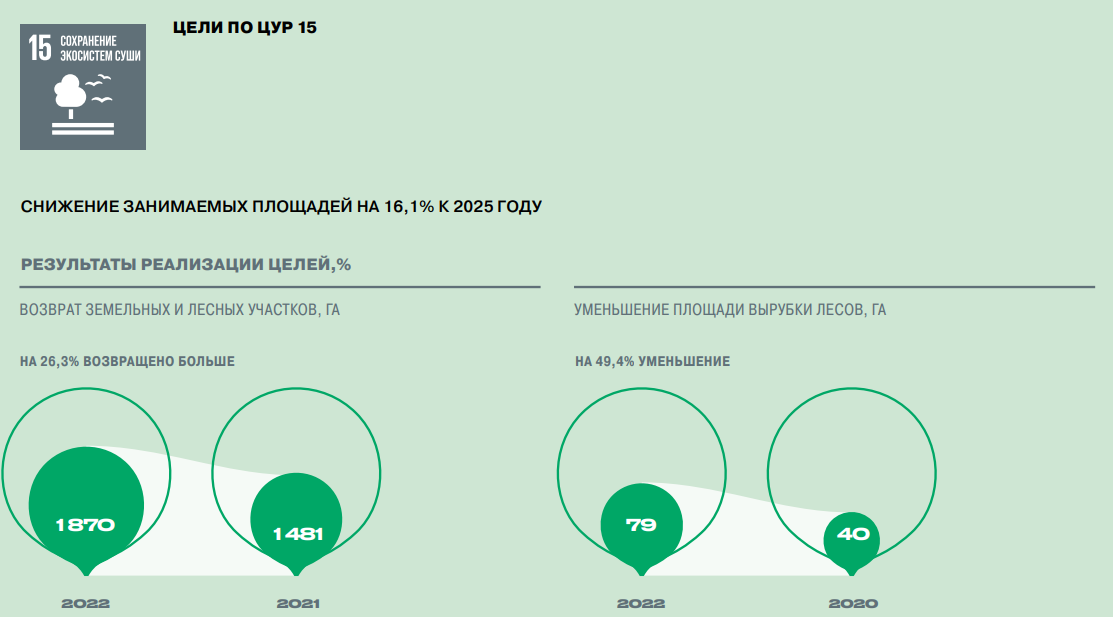 ЦЕЛИ ПО ЦУР 15
15 СОХРАНЕНИЕ
ЭКОСИСТЕМ СУШИ
СНИЖЕНИЕ ЗАНИМАЕМЫХ ПЛОЩАДЕЙ НА 16,1% К 2025 ГОДУ
РЕЗУЛЬТАТЫ РЕАЛИЗАЦИИ ЦЕЛЕЙ,%
ВОЗВРАТ ЗЕМЕЛЬНЫХ И ЛЕСНЫХ УЧАСТКОВ, ГА
НА 26,3% ВОЗВРАЩЕНО БОЛЬШЕ
1870
1481
2022
2021
УМЕНЬШЕНИЕ ПЛОЩАДИ ВЫРУБКИ ЛЕСОВ, ГА
НА 49,4% УМЕНЬШЕНИЕ
79
40
2022
2020